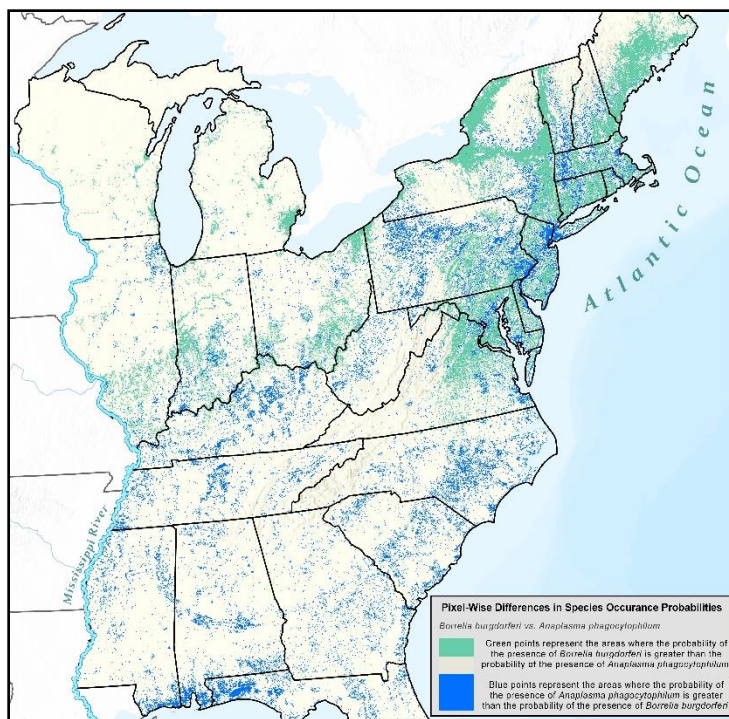 Atlantic Ocean
Mississippi River
Pixel-Wise Differences in Species Occurance Probabilities
Borrelia burgdorferi vs. Anaplasma phagocytophilum
Green points represent the areas where the probability of
the presence of Borrelia burgdorferi is greater than the
probability of the presence of Anaplasma phagocytophilum
Blue points represent the areas where the probability of
the presence of Anaplasma phagocytophilum is greater
than the probability of the presence of Borrelia burgdorferi